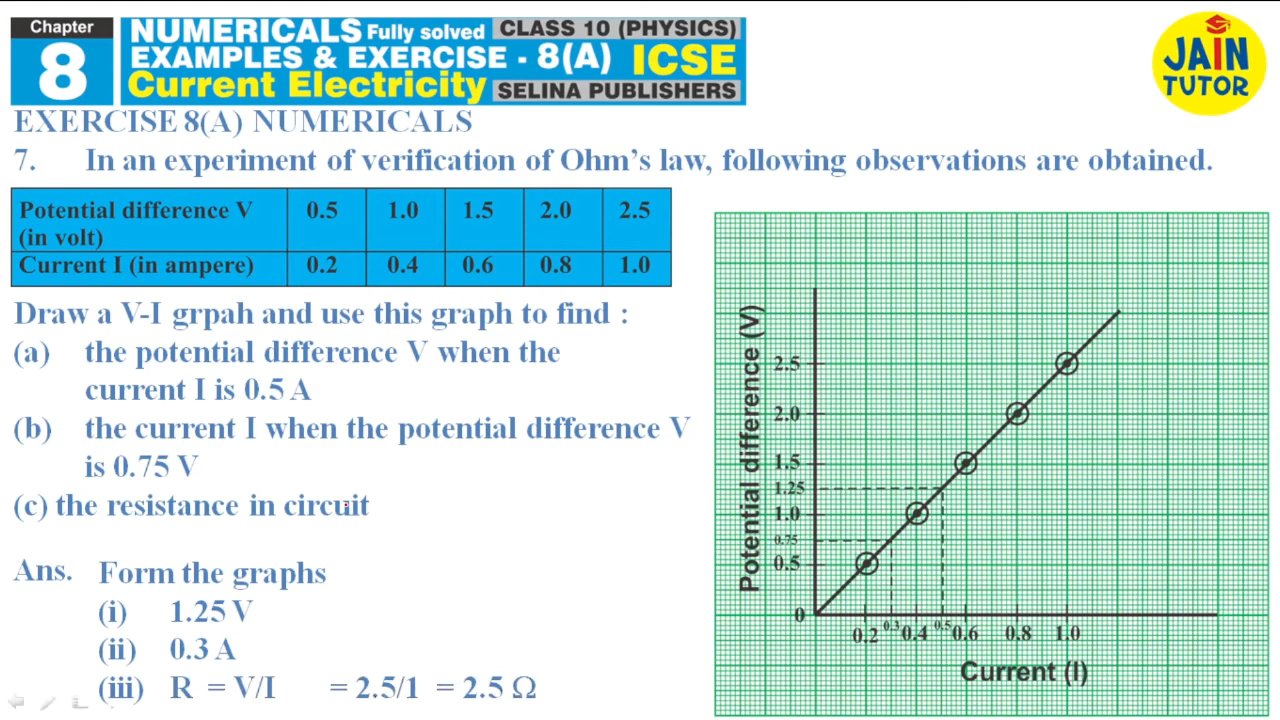 Chapter
8
NUMERICALS Fully solved CLASS 10 (PHYSICS)
EXAMPLES & EXERCISE - 8(A) ICSE
Current Electricity SELINA PUBLISHERS
JAIN
TUTOR
EXERCISE 8(A) NUMERICALS
7. In an experiment of verification of Ohm's law, following observations are obtained.
Potential difference V (in volt) 0.5 1.0 1.5 2.0 2.5
Current I (in ampere) 0.2 0.4 0.6 0.8 1.0
Draw a V-I grpah and use this graph to find :
(a) the potential difference V when the
current I is 0.5 A
(b) the current I when the potential difference V
is 0.75 V
(c) the resistance in circuit
Ans. Form the graphs
(i) 1.25 V
(ii) 0.3 A
(iii) R = V/I = 2.5/1 = 2.5 Ω
Potential difference (V)
2.5
2.0
1.5
1.25
1.0
0.75
0.5
0
0.2 0.3 0.4 0.5 0.6 0.8 1.0
Current (I)